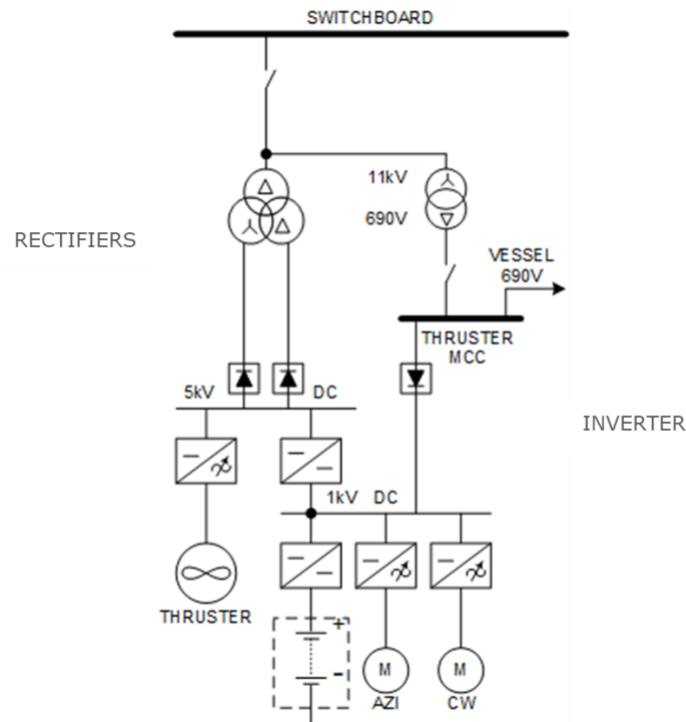 SWITCHBOARD
11kV
690V
RECTIFIERS
VESSEL
690V
THRUSTER
MCC
5kV DC
INVERTER
1kV DC
THRUSTER
+
-
M
M
AZI
CW